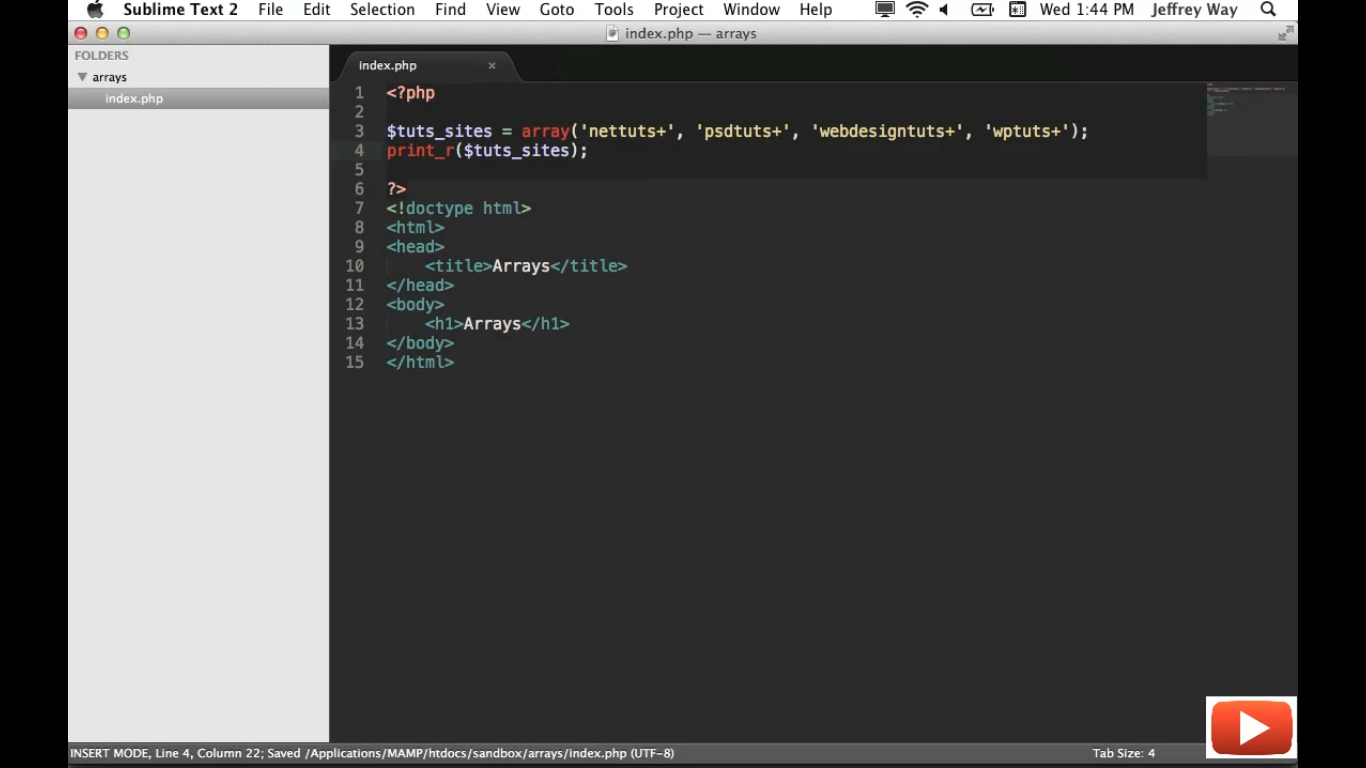 Sublime Text 2 File Edit Selection Find View Goto Tools Project Window Help Wed 1:44 PM Jeffrey Way
index.php — arrays
FOLDERS
arrays
index.php
index.php ×
1 <?php
2
3 $tuts_sites = array('nettuts+', 'psdtuts+', 'webdesigntuts+', 'wptuts+');
4 print_r($tuts_sites);
5
6 ?>
7 <!doctype html>
8 <html>
9 <head>
10     <title>Arrays</title>
11 </head>
12 <body>
13     <h1>Arrays</h1>
14 </body>
15 </html>
INSERT MODE, Line 4, Column 22; Saved /Applications/MAMP/htdocs/sandbox/arrays/index.php (UTF-8) Tab Size: 4